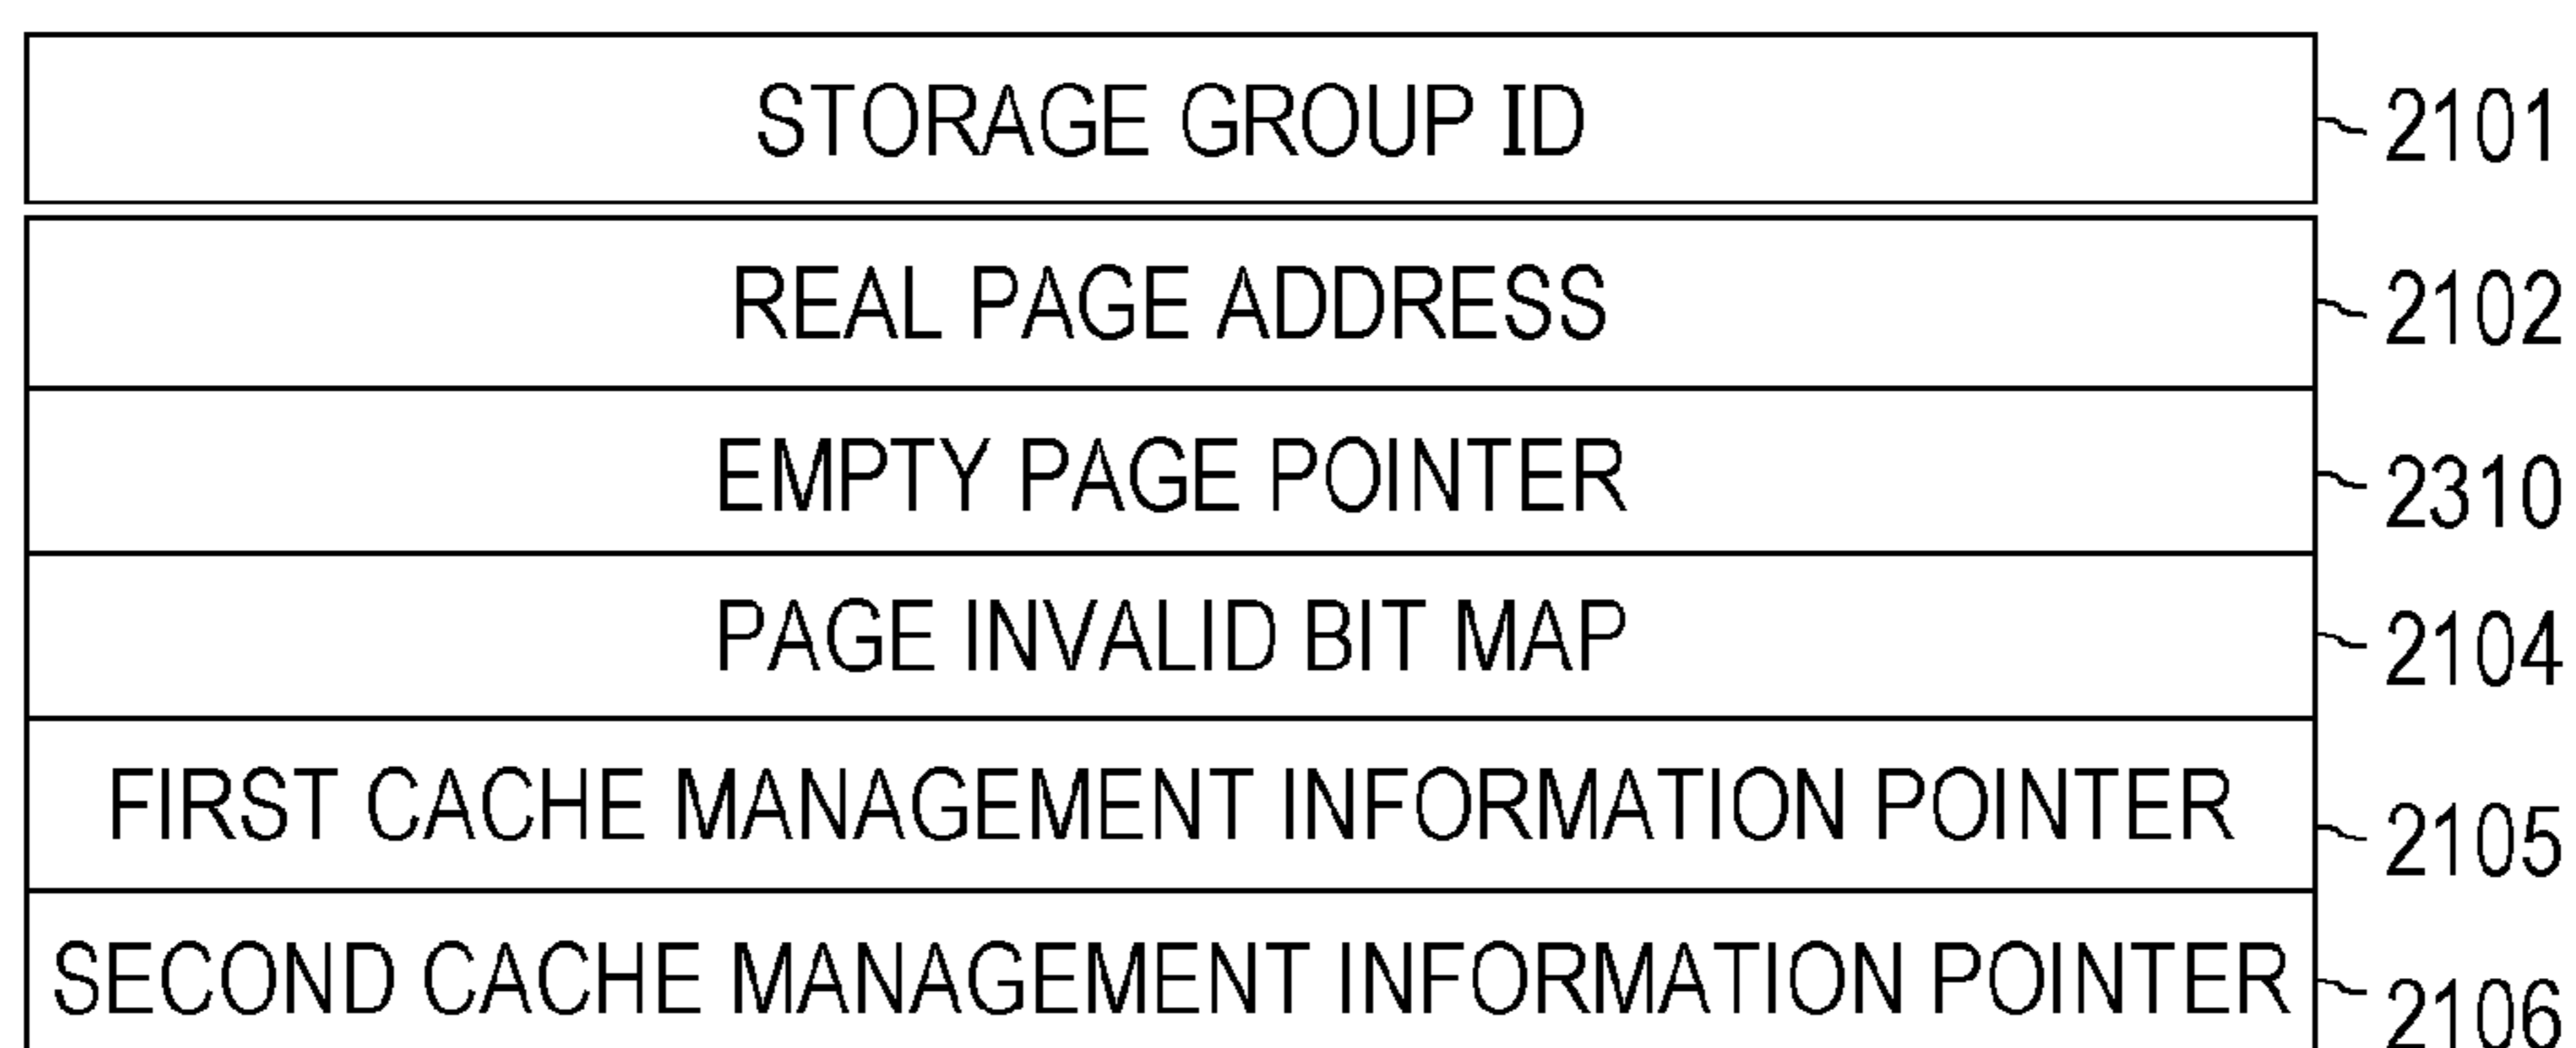 STORAGE GROUP ID 2101
REAL PAGE ADDRESS 2102
EMPTY PAGE POINTER 2310
PAGE INVALID BIT MAP 2104
FIRST CACHE MANAGEMENT INFORMATION POINTER 2105
SECOND CACHE MANAGEMENT INFORMATION POINTER 2106